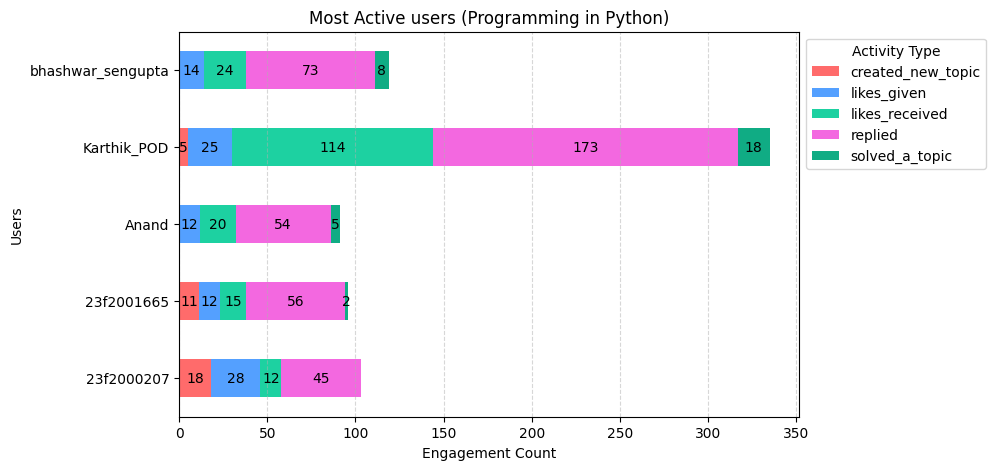 Most Active users (Programming in Python)
Users
bhashwar_sengupta
14 24 73 8
Karthik_POD
5 25 114 173 18
Anand
12 20 54 5
23f2001665
11 12 15 56 2
23f2000207
18 28 12 45
0 50 100 150 200 250 300 350
Engagement Count
Activity Type
created_new_topic
likes_given
likes_received
replied
solved_a_topic